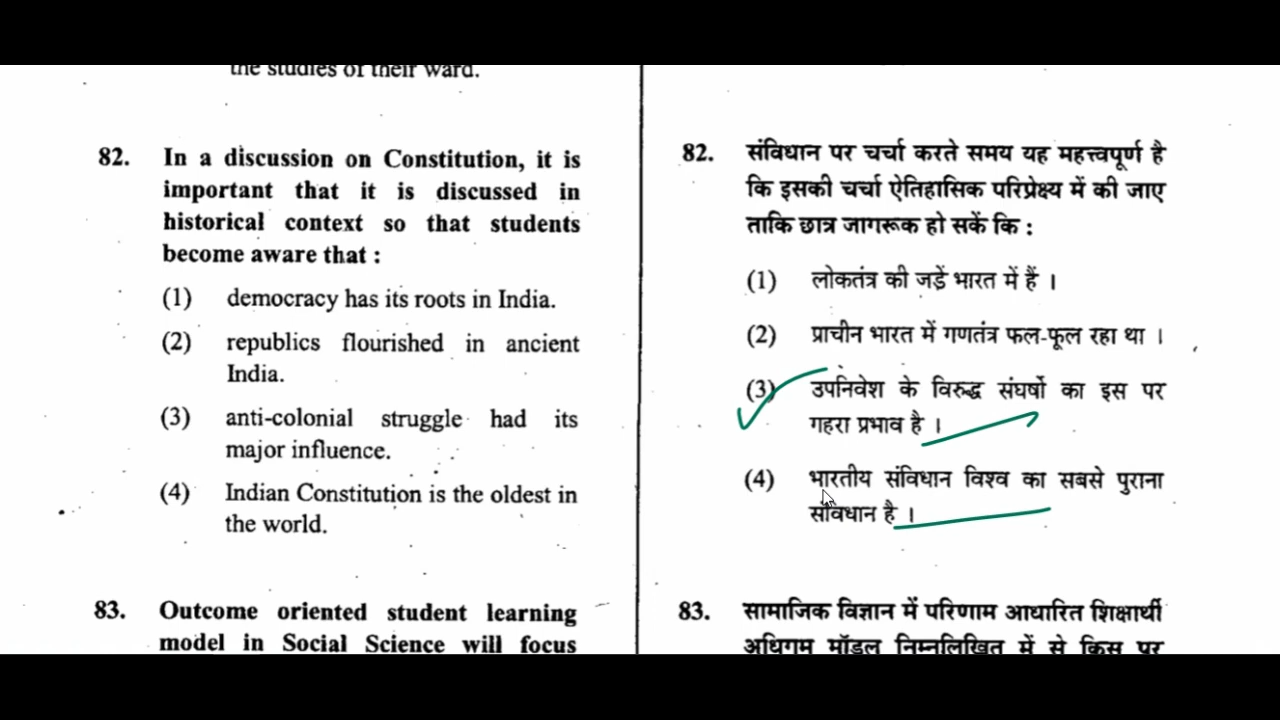 the studies of their ward.
82. In a discussion on Constitution, it is
important that it is discussed in
historical context so that students
become aware that :
(1) democracy has its roots in India.
(2) republics flourished in ancient
India.
(3) anti-colonial struggle had its
major influence.
(4) Indian Constitution is the oldest in
the world.
83. Outcome oriented student learning
model in Social Science will focus
82. संविधान पर चर्चा करते समय यह महत्त्वपूर्ण है
कि इसकी चर्चा ऐतिहासिक परिप्रेक्ष्य में की जाए
ताकि छात्र जागरूक हो सकें कि :
(1) लोकतंत्र की जड़ें भारत में हैं ।
(2) प्राचीन भारत में गणतंत्र फल-फूल रहा था ।
(3) उपनिवेश के विरुद्ध संघर्षों का इस पर
गहरा प्रभाव है ।
(4) भारतीय संविधान विश्व का सबसे पुराना
संविधान है ।
83. सामाजिक विज्ञान में परिणाम आधारित शिक्षार्थी
अधिगम मॉडल निम्नलिखित में से किस पर